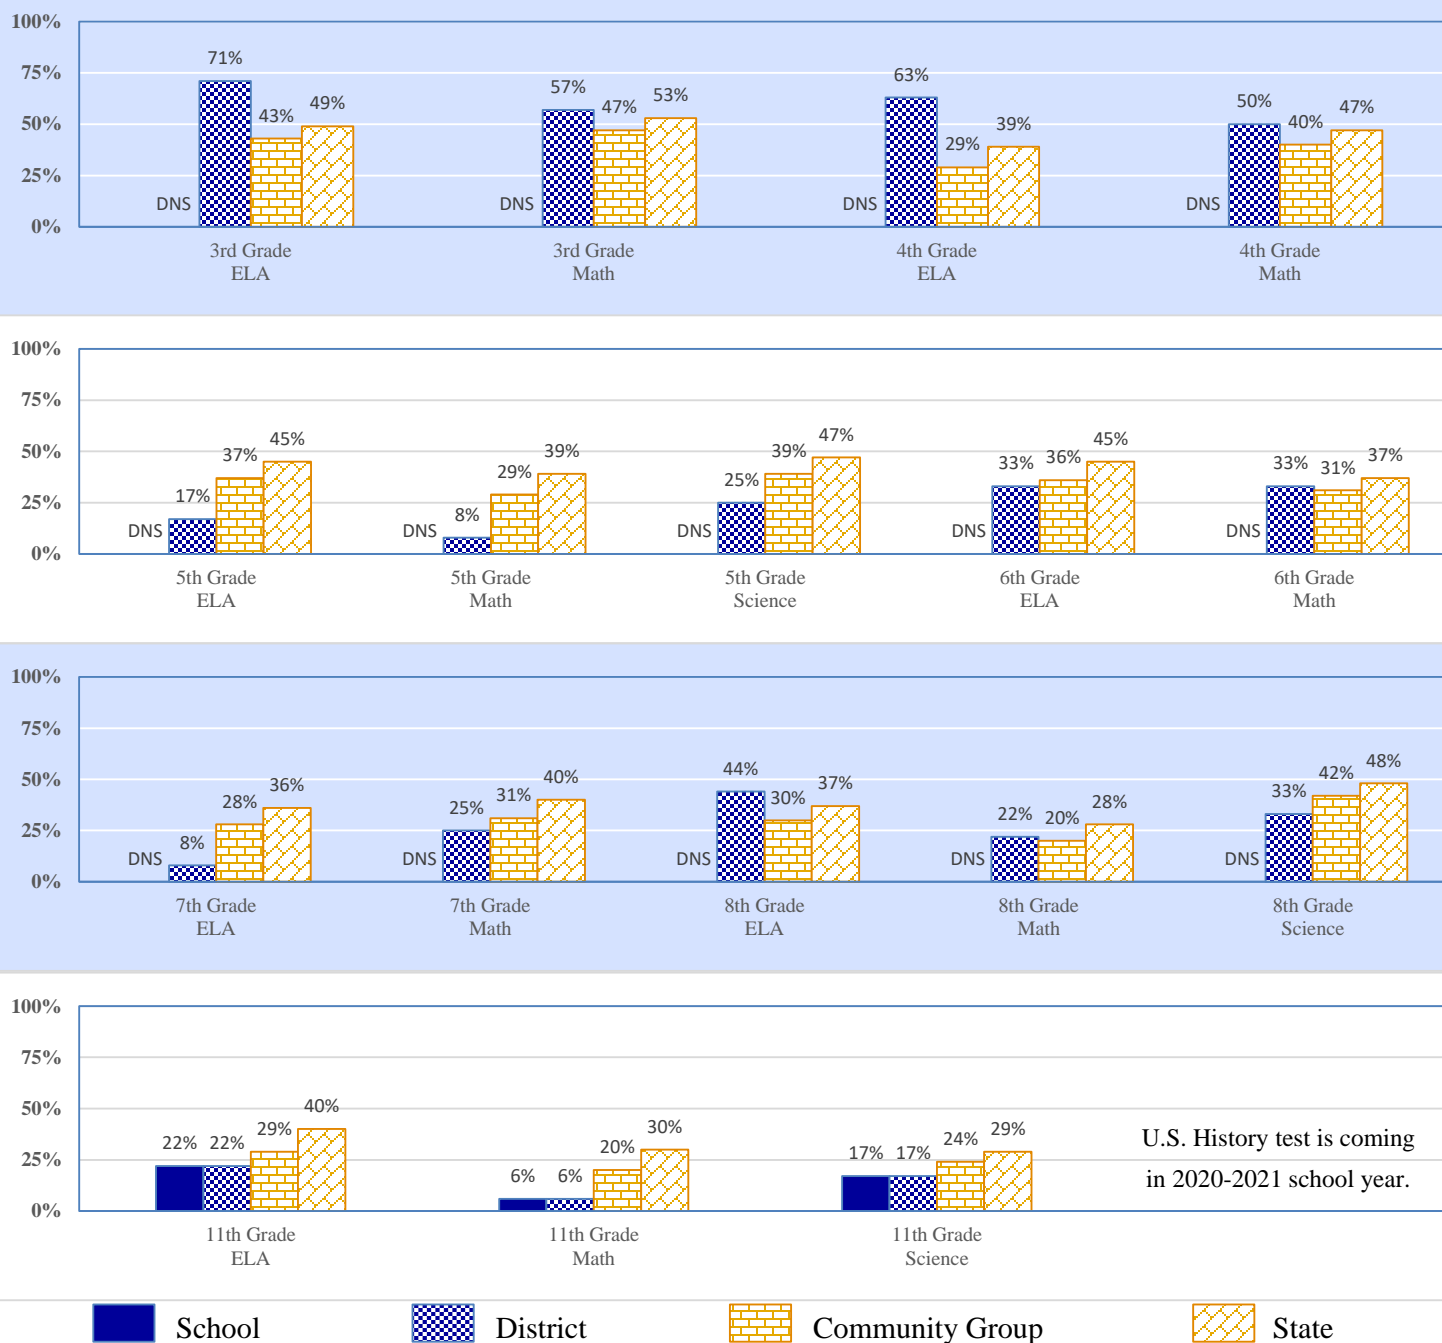 100%
71%
75%
63%
57%
53%
49%
50%
47%
47%
43%
50%
39%
40%
29%
25%
DNS
DNS
DNS
DNS
0%
3rd Grade
ELA
3rd Grade
Math
4th Grade
ELA
4th Grade
Math
100%
75%
47%
45%
45%
50%
39%
39%
37%
36%
37%
33%
33%
31%
29%
25%
17%
25%
8%
DNS
DNS
DNS
DNS
DNS
0%
5th Grade
ELA
5th Grade
Math
5th Grade
Science
6th Grade
ELA
6th Grade
Math
100%
75%
48%
44%
42%
40%
37%
36%
50%
33%
31%
30%
28%
28%
25%
22%
20%
25%
8%
DNS
DNS
DNS
DNS
DNS
0%
7th Grade
ELA
7th Grade
Math
8th Grade
ELA
8th Grade
Math
8th Grade
Science
100%
75%
50%
40%
30%
29%
29%
22%
22%
20%
24%
17%
17%
25%
6%
6%
0%
U.S. History test is coming
in 2020-2021 school year.
11th Grade
ELA
11th Grade
Math
11th Grade
Science
School
District
Community Group
State